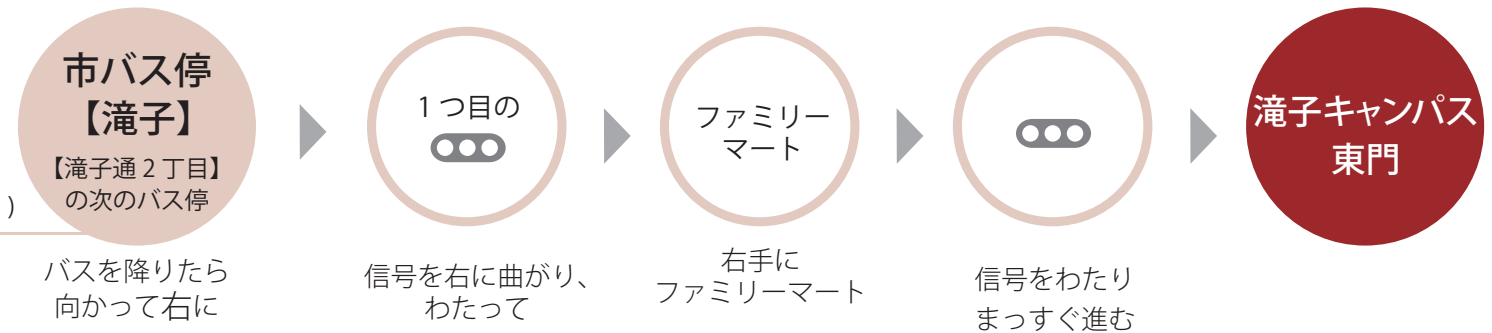 市バス停
【滝子】
【滝子通2丁目】
の次のバス停
)
バスを降りたら
向かって右に
1つ目の
信号を右に曲がり、
わたって
ファミリー
マート
右手に
ファミリーマート
信号をわたり
まっすぐ進む
滝子キャンパス
東門